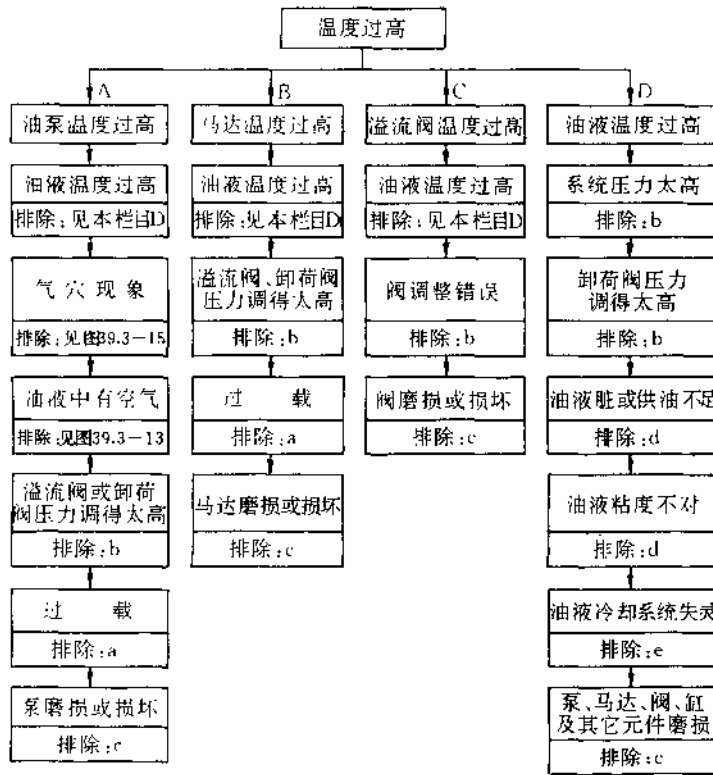 温度过高
A
油泵温度过高
油液温度过高
排除:见本栏目D
气穴现象
排除:见图39.3-15
油液中有空气
排除:见图39.3-13
溢流阀或卸荷
阀压力调得太高
排除:b
过 载
排除:a
泵磨损或损坏
排除:c
B
马达温度过高
油液温度过高
排除:见本栏目D
溢流阀、卸荷阀
压力调得太高
排除:b
过 载
排除:a
马达磨损或损坏
排除:c
C
溢流阀温度过高
油液温度过高
排除:见本栏目D
阀调整错误
排除:b
阀磨损或损坏
排除:c
D
油液温度过高
系统压力太高
排除:b
卸荷阀压力
调得太高
排除:b
油液脏或供油不足
排除:d
油液粘度不对
排除:d
油液冷却系统失灵
排除:e
泵、马达、阀、缸
及其它元件磨损
排除:c